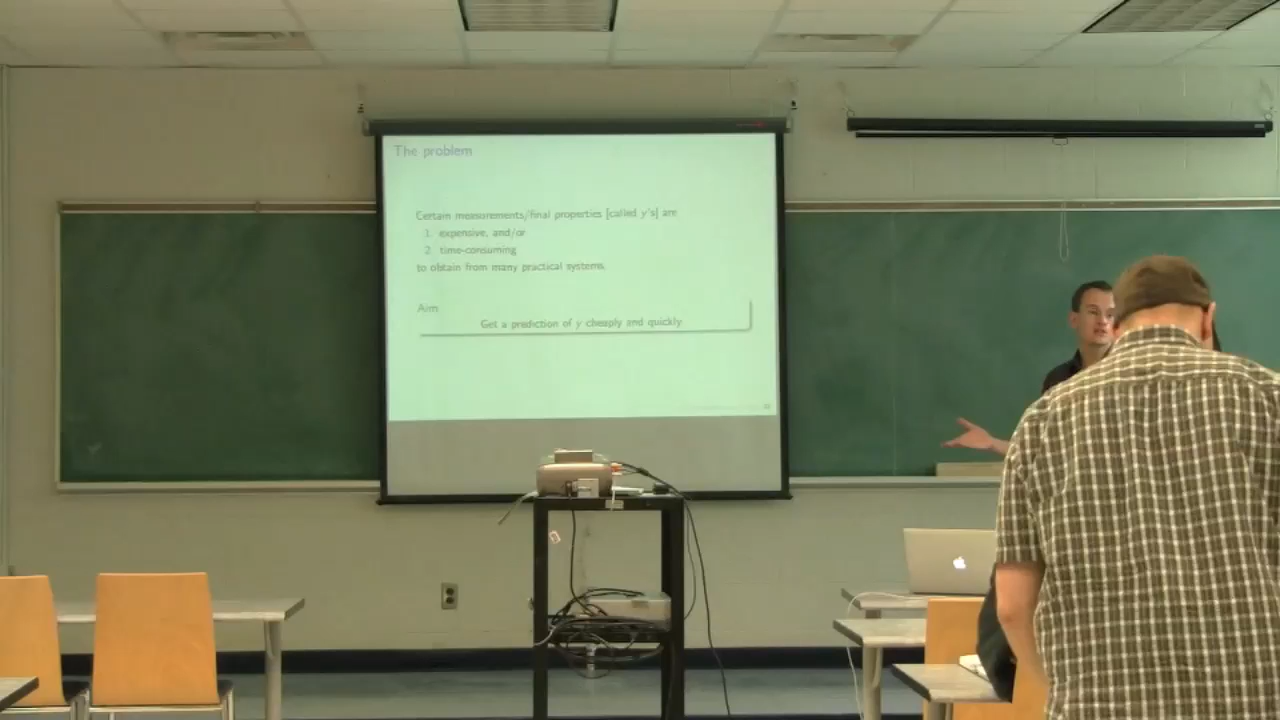 The problem
Certain measurements/final properties [called y's] are
1. expensive, and/or
2. time-consuming
to obtain from many practical systems.
Aim
Get a prediction of y cheaply and quickly